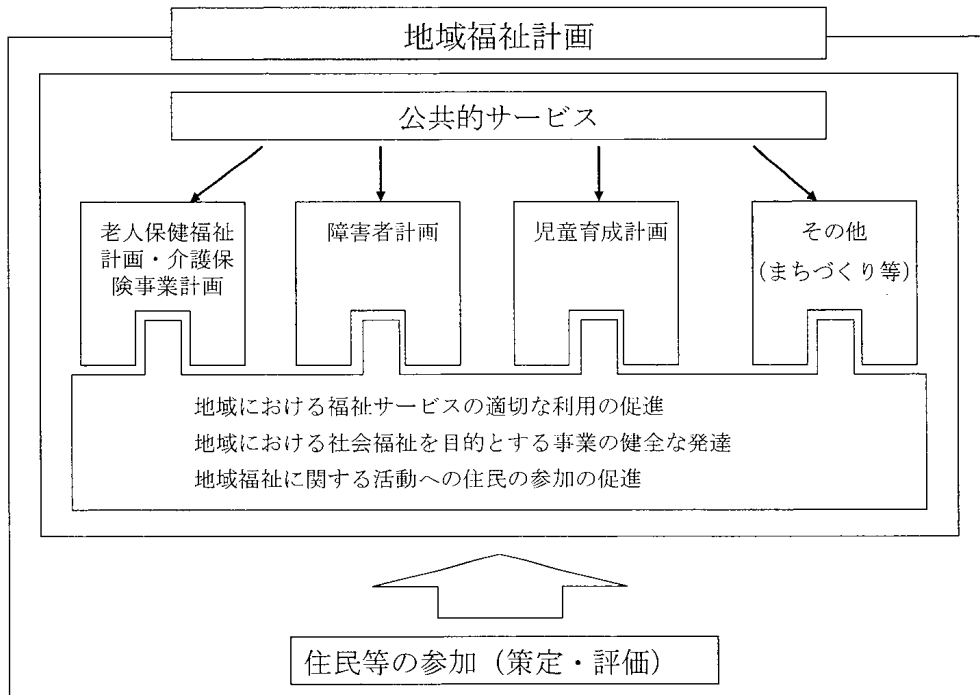 地域福祉計画
公共的サービス
老人保健福祉
計画・介護保
険事業計画
障害者計画
児童育成計画
その他
(まちづくり等)
地域における福祉サービスの適切な利用の促進
地域における社会福祉を目的とする事業の健全な発達
地域福祉に関する活動への住民の参加の促進
住民等の参加（策定・評価）